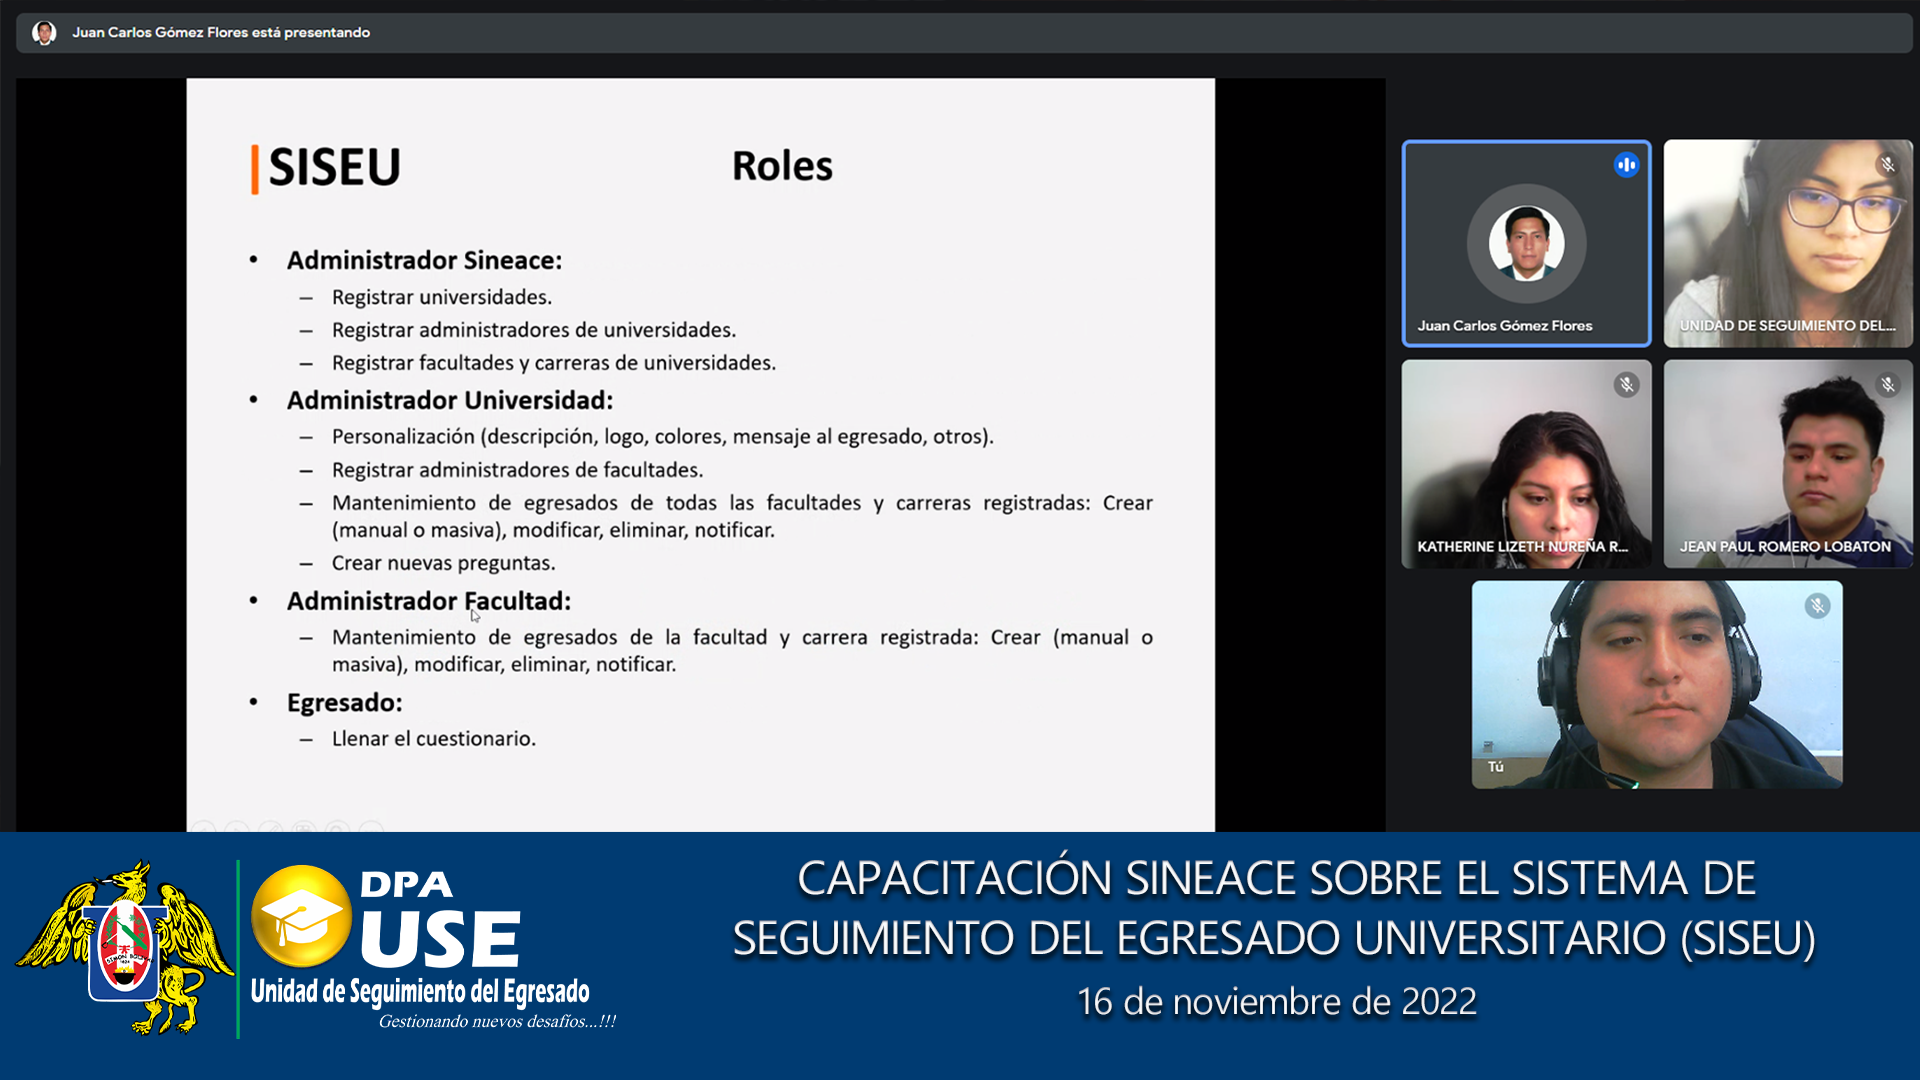 Juan Carlos Gómez Flores está presentando
SISEU
Roles
• Administrador Sineace:
– Registrar universidades.
– Registrar administradores de universidades.
– Registrar facultades y carreras de universidades.
• Administrador Universidad:
– Personalización (descripción, logo, colores, mensaje al egresado, otros).
– Registrar administradores de facultades.
– Mantenimiento de egresados de todas las facultades y carreras registradas: Crear
(manual o masiva), modificar, eliminar, notificar.
– Crear nuevas preguntas.
• Administrador Facultad:
– Mantenimiento de egresados de la facultad y carrera registrada: Crear (manual o
masiva), modificar, eliminar, notificar.
• Egresado:
– Llenar el cuestionario.
Juan Carlos Gómez Flores
UNIDAD DE SEGUIMIENTO DEL...
KATHERINE LIZETH NUREÑA R...
JEAN PAUL ROMERO LOBATON
Tú
DPA
USE
Unidad de Seguimiento del Egresado
Gestionando nuevos desafíos...!!!
CAPACITACIÓN SINEACE SOBRE EL SISTEMA DE
SEGUIMIENTO DEL EGRESADO UNIVERSITARIO (SISEU)
16 de noviembre de 2022